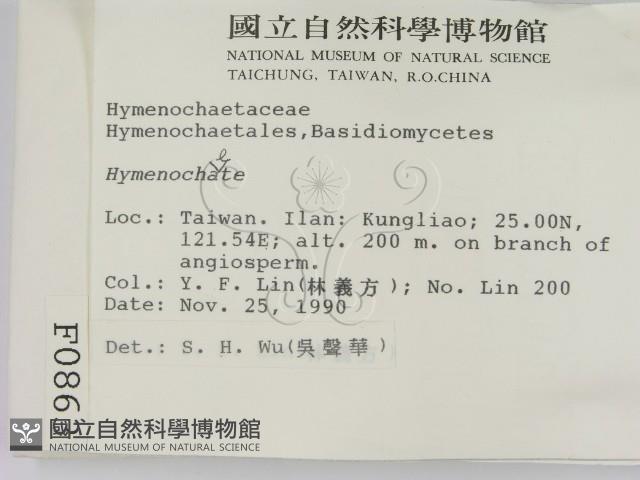 國立自然科學博物館
NATIONAL MUSEUM OF NATURAL SCIENCE
TAICHUNG, TAIWAN, R.O.CHINA
Hymenochaetaceae
Hymenochaetales,Basidiomycetes
e
Hymenochate
Loc.: Taiwan. Ilan: Kungliao; 25.00N,
121.54E; alt. 200 m. on branch of
angiosperm.
Col.: Y. F. Lin(林義方); No. Lin 200
Date: Nov. 25, 1990
Det.: S. H. Wu(吳聲華)
國立自然科學博物館
NATIONAL MUSEUM OF NATURAL SCIENCE